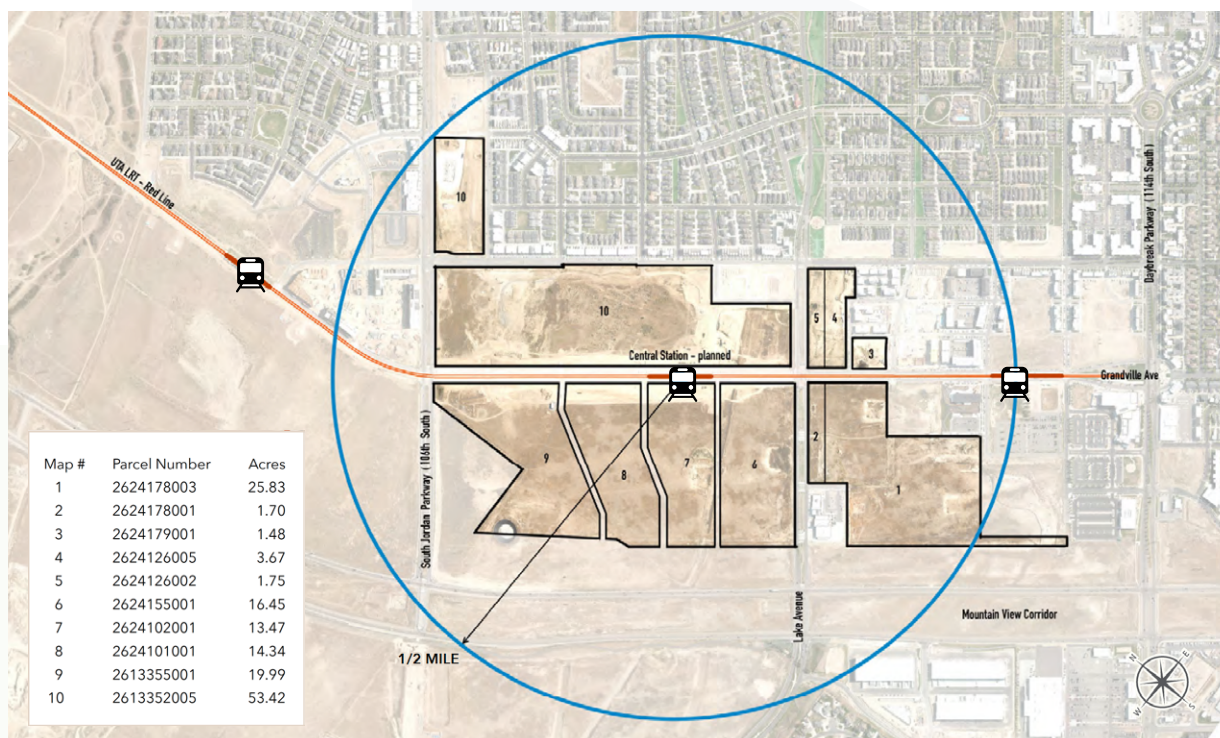 UTA LRT - Red Line
10
10
Central Station - planned
5
4
3
Daybreak Parkway ( 114th South )
Grandville Ave
South Jordan Parkway ( 106th South )
9
8
7
6
2
1
Lake Avenue
Mountain View Corridor
1/2 MILE
N
E
S
W
Map # Parcel Number Acres
1 2624178003 25.83
2 2624178001 1.70
3 2624179001 1.48
4 2624126005 3.67
5 2624126002 1.75
6 2624155001 16.45
7 2624102001 13.47
8 2624101001 14.34
9 2613355001 19.99
10 2613352005 53.42